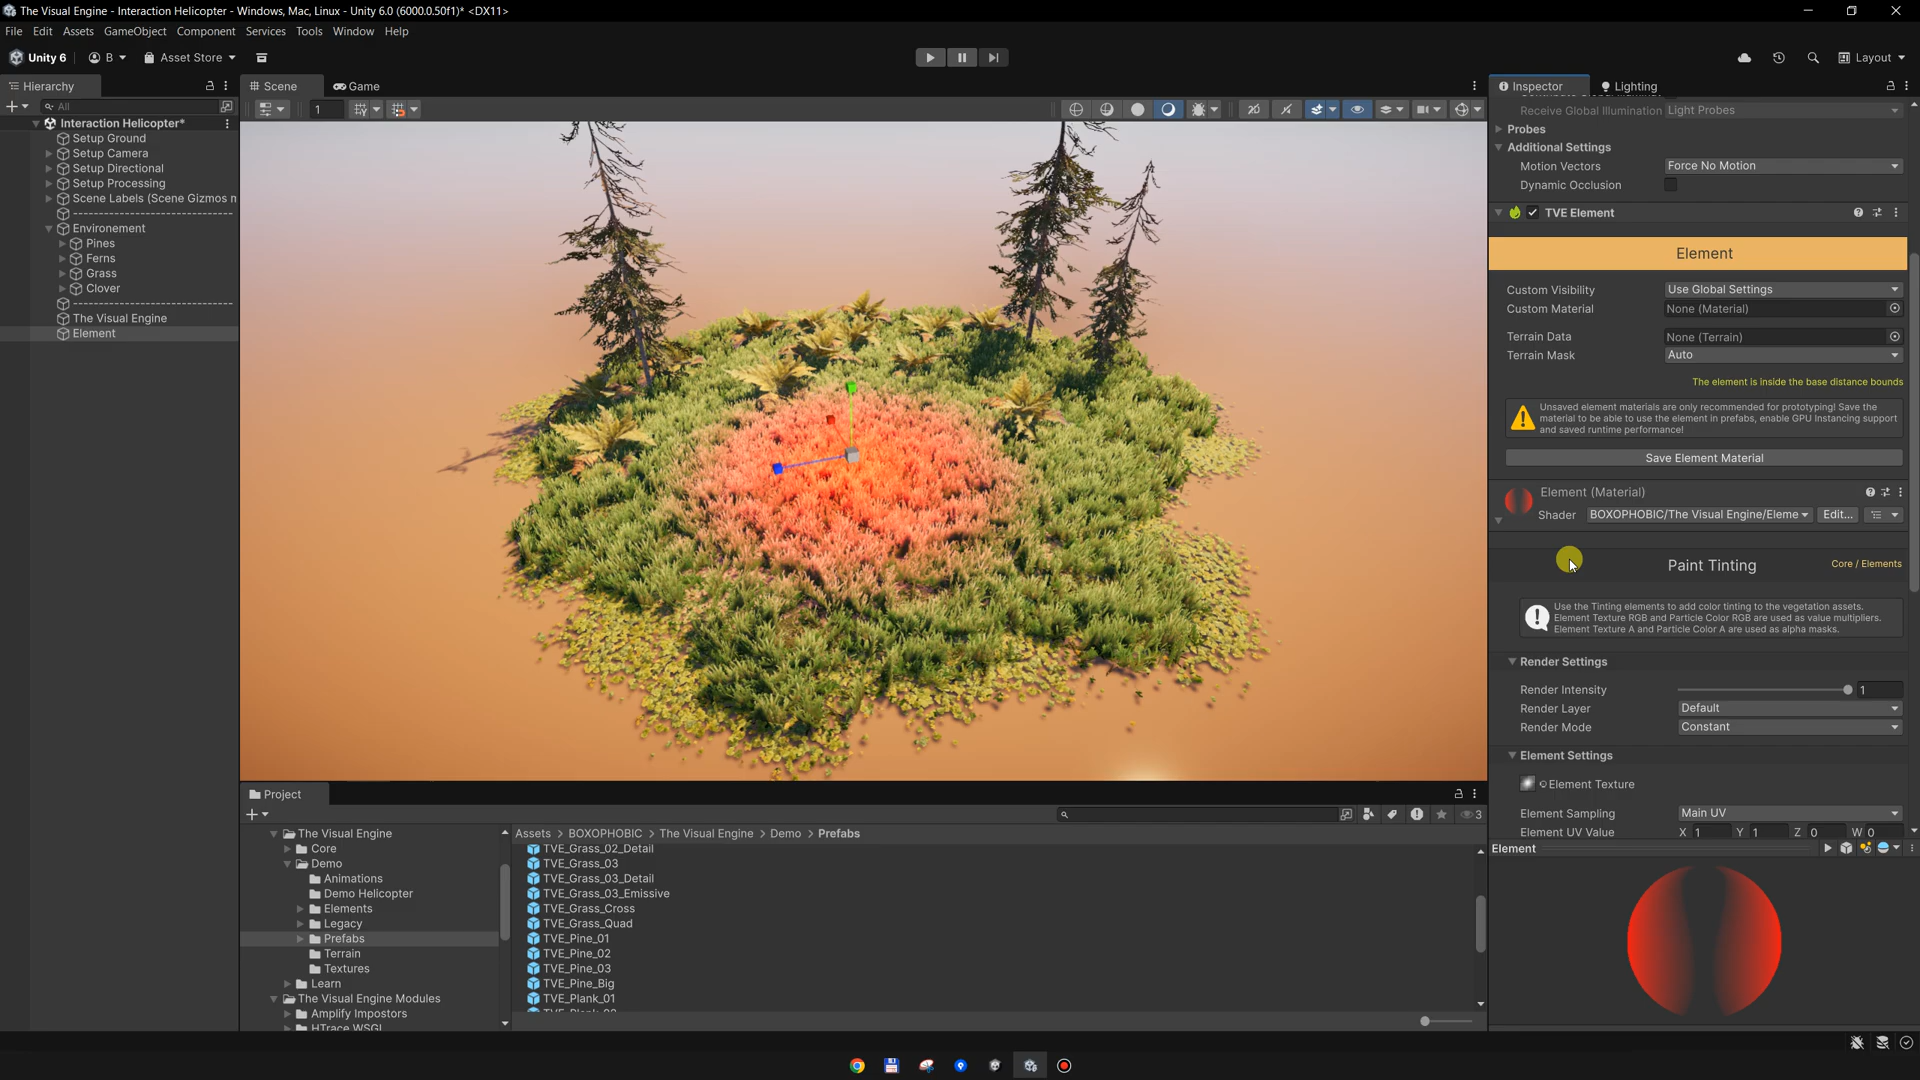 The Visual Engine - Interaction Helicopter - Windows, Mac, Linux - Unity 6.0 (6000.0.50f1)* <DX11>
File Edit Assets GameObject Component Services Tools Window Help
Unity 6 B Asset Store Layout
Hierarchy
All
Interaction Helicopter*
Setup Ground
Setup Camera
Setup Directional
Setup Processing
Scene Labels (Scene Gizmos n
--------------------------------
Environement
Pines
Ferns
Grass
Clover
--------------------------------
The Visual Engine
Element
Scene Game
1
Inspector Lighting
Receive Global Illumination Light Probes
Probes
Additional Settings
Motion Vectors Force No Motion
Dynamic Occlusion
TVE Element
Element
Custom Visibility Use Global Settings
Custom Material None (Material)
Terrain Data None (Terrain)
Terrain Mask Auto
The element is inside the base distance bounds
Unsaved element materials are only recommended for prototyping! Save the
material to be able to use the element in prefabs, enable GPU Instancing support
and saved runtime performance!
Save Element Material
Element (Material)
Shader BOXOPHOBIC/The Visual Engine/Eleme Edit...
Paint Tinting Core / Elements
Use the Tinting elements to add color tinting to the vegetation assets.
Element Texture RGB and Particle Color RGB are used as value multipliers.
Element Texture A and Particle Color A are used as alpha masks.
Render Settings
Render Intensity 1
Render Layer Default
Render Mode Constant
Element Settings
Element Texture
Element Sampling Main UV
Element UV Value X 1 Y 1 Z 0 W 0
Element
Project
3
The Visual Engine
Core
Demo
Animations
Demo Helicopter
Elements
Legacy
Prefabs
Terrain
Textures
Learn
The Visual Engine Modules
Amplify Impostors
HTrace WSGI
Assets > BOXOPHOBIC > The Visual Engine > Demo > Prefabs
TVE_Grass_02_Detail
TVE_Grass_03
TVE_Grass_03_Detail
TVE_Grass_03_Emissive
TVE_Grass_Cross
TVE_Grass_Quad
TVE_Pine_01
TVE_Pine_02
TVE_Pine_03
TVE_Pine_Big
TVE_Plank_01